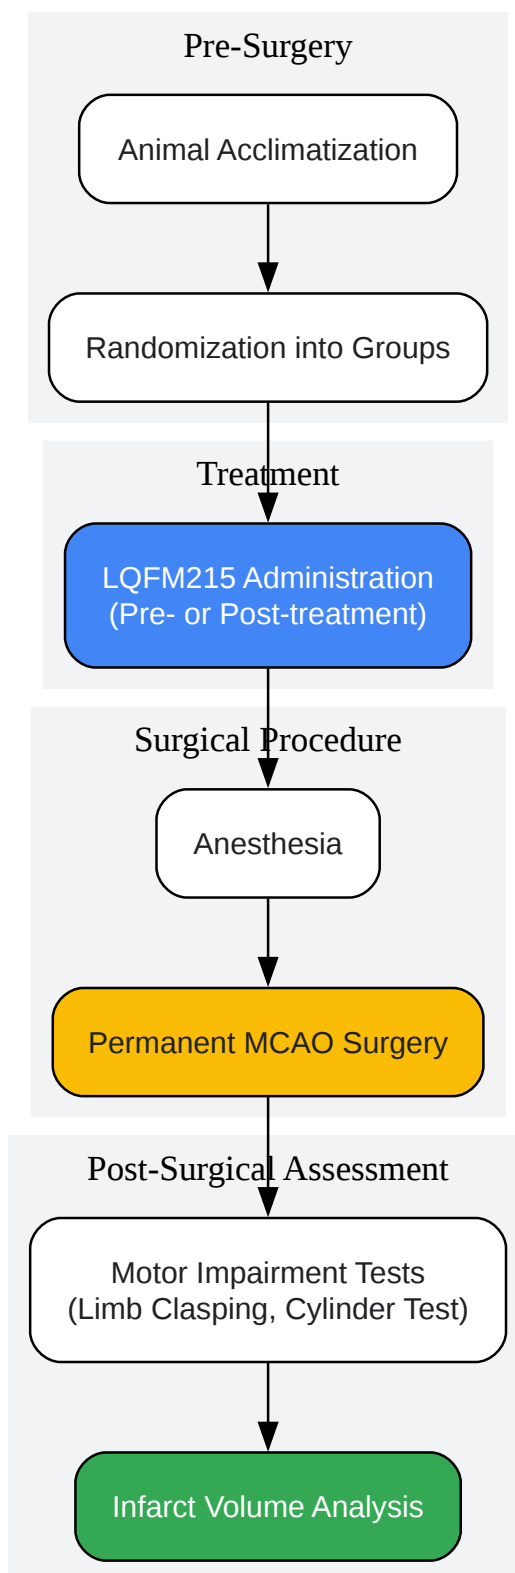 Pre-Surgery
Animal Acclimatization
Randomization into Groups
Treatment
LQFM215 Administration
(Pre- or Post-treatment)
Surgical Procedure
Anesthesia
Permanent MCAO Surgery
Post-Surgical Assessment
Motor Impairment Tests
(Limb Clasping, Cylinder Test)
Infarct Volume Analysis